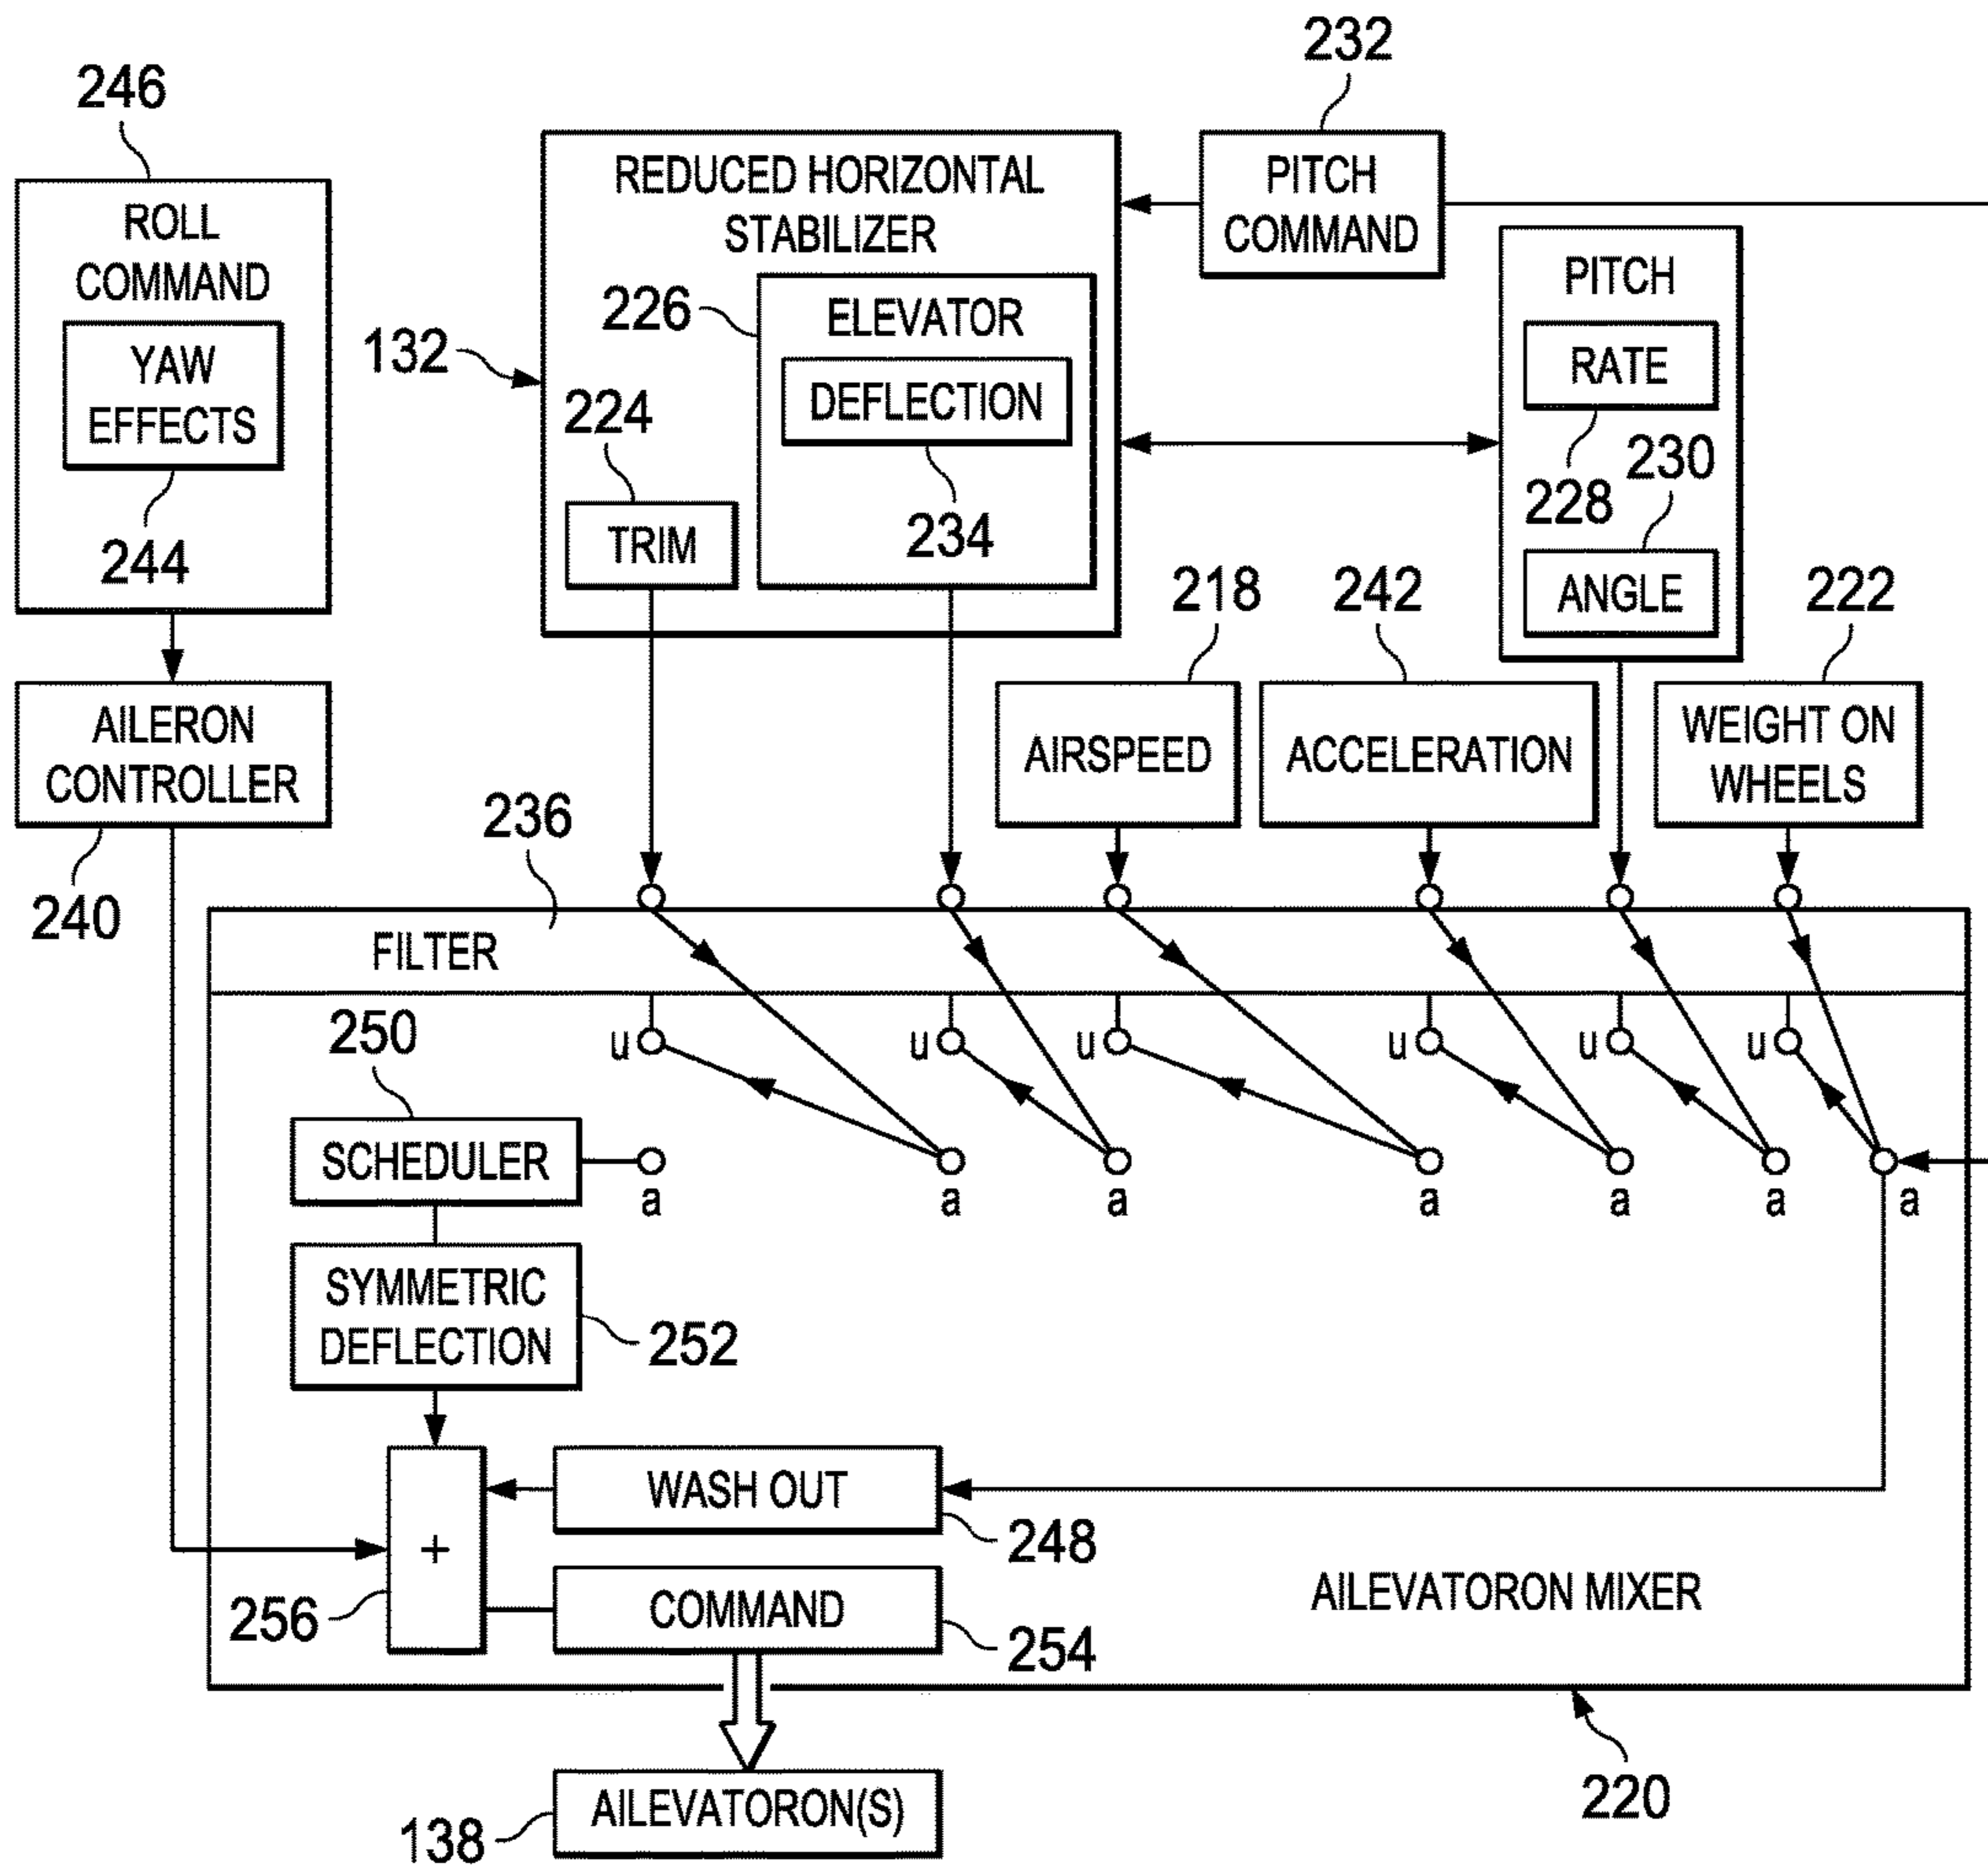 232
246
REDUCED HORIZONTAL
STABILIZER
PITCH
COMMAND
ROLL
COMMAND
226
ELEVATOR
PITCH
132
YAW
EFFECTS
DEFLECTION
RATE
224
230
228
244
TRIM
234
218
242
ANGLE
222
AILERON
CONTROLLER
AIRSPEED
ACCELERATION
WEIGHT ON
WHEELS
236
240
FILTER
250
u u u u u u
SCHEDULER
a a a a a a a
SYMMETRIC
DEFLECTION
252
WASH OUT
248
+
256
COMMAND
254
AILEVATORON MIXER
220
AILEVATORON(S)
138